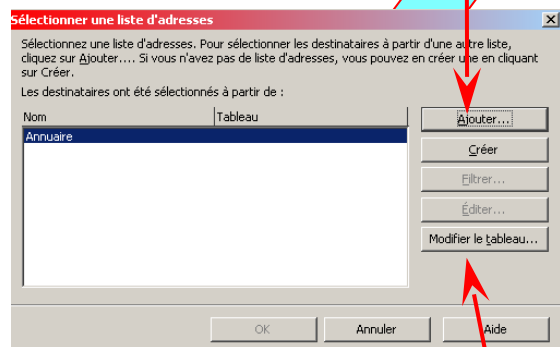 Sélectionner une liste d'adresses
Sélectionnez une liste d'adresses. Pour sélectionner les destinataires à partir d'une autre liste,
cliquez sur Ajouter.... Si vous n'avez pas de liste d'adresses, vous pouvez en créer une en cliquant
sur Créer.
Les destinataires ont été sélectionnés à partir de :
Nom Tableau
Annuaire
Ajouter...
Créer
Filtrer...
Éditer...
Modifier le tableau...
OK Annuler Aide